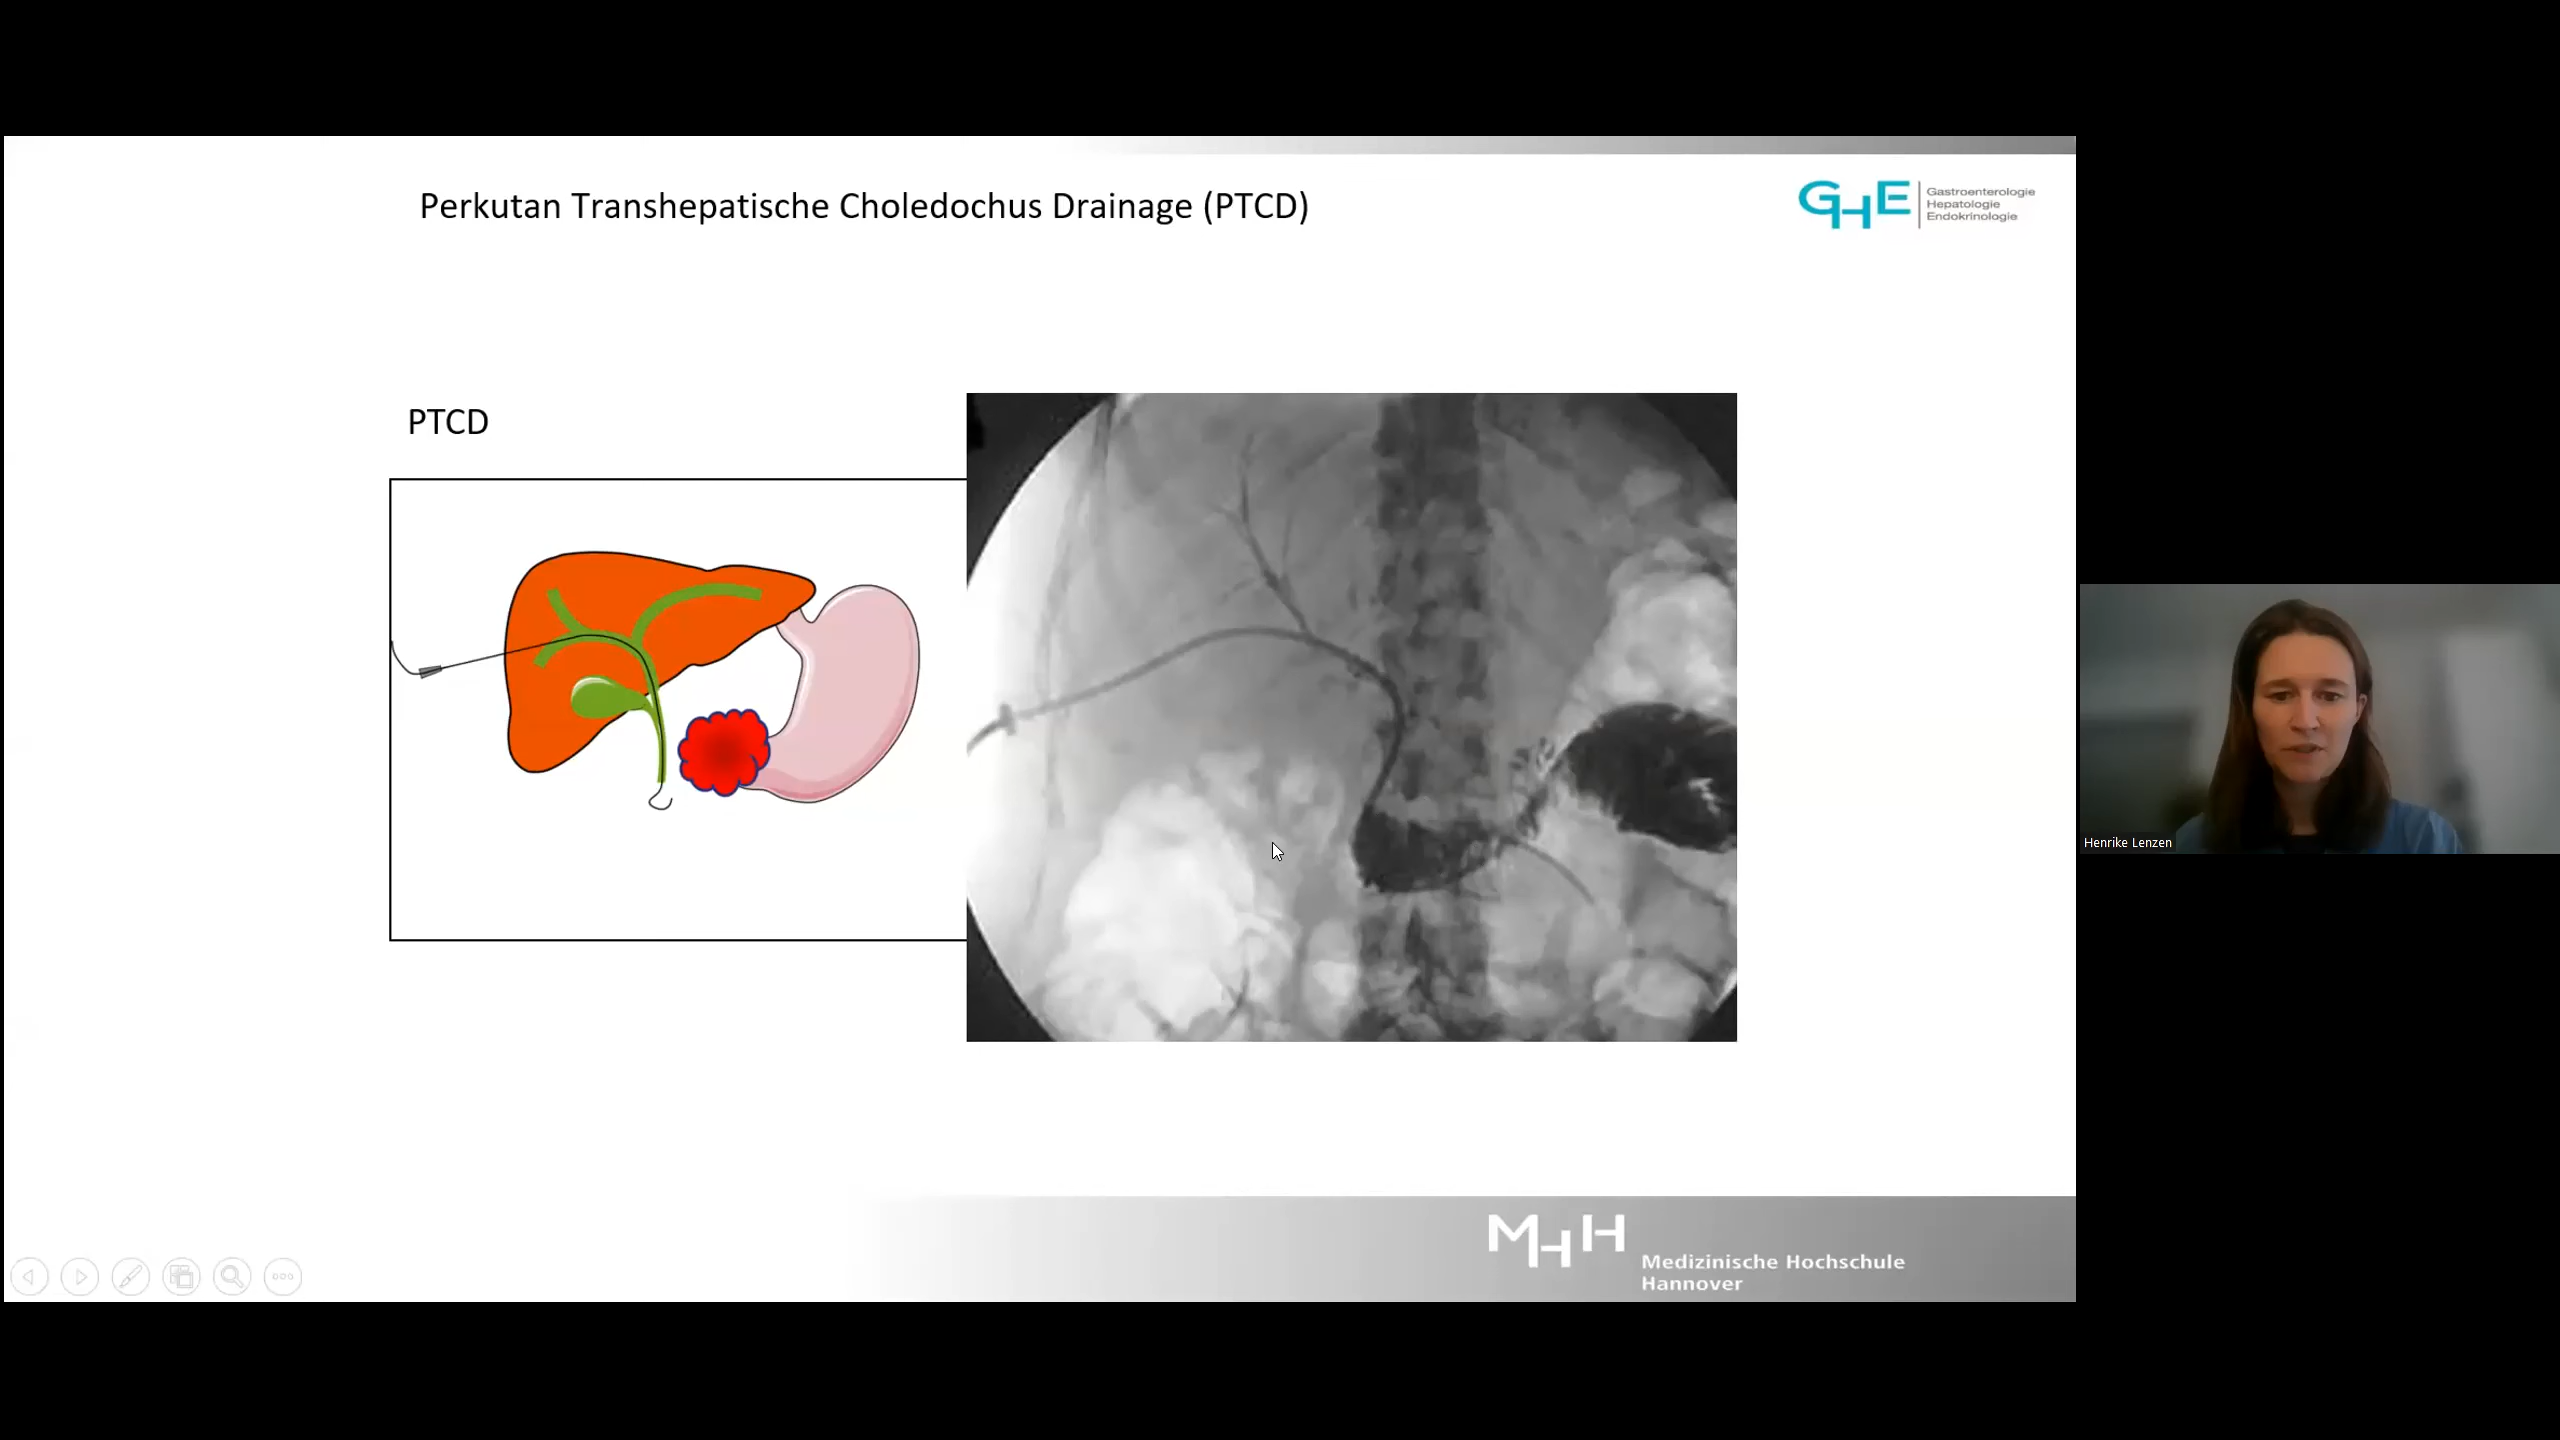 Perkutan Transhepatische Choledochus Drainage (PTCD)
GHE
Gastroenterologie
Hepatologie
Endokrinologie
PTCD
Henrike Lenzen
MHH
Medizinische Hochschule
Hannover